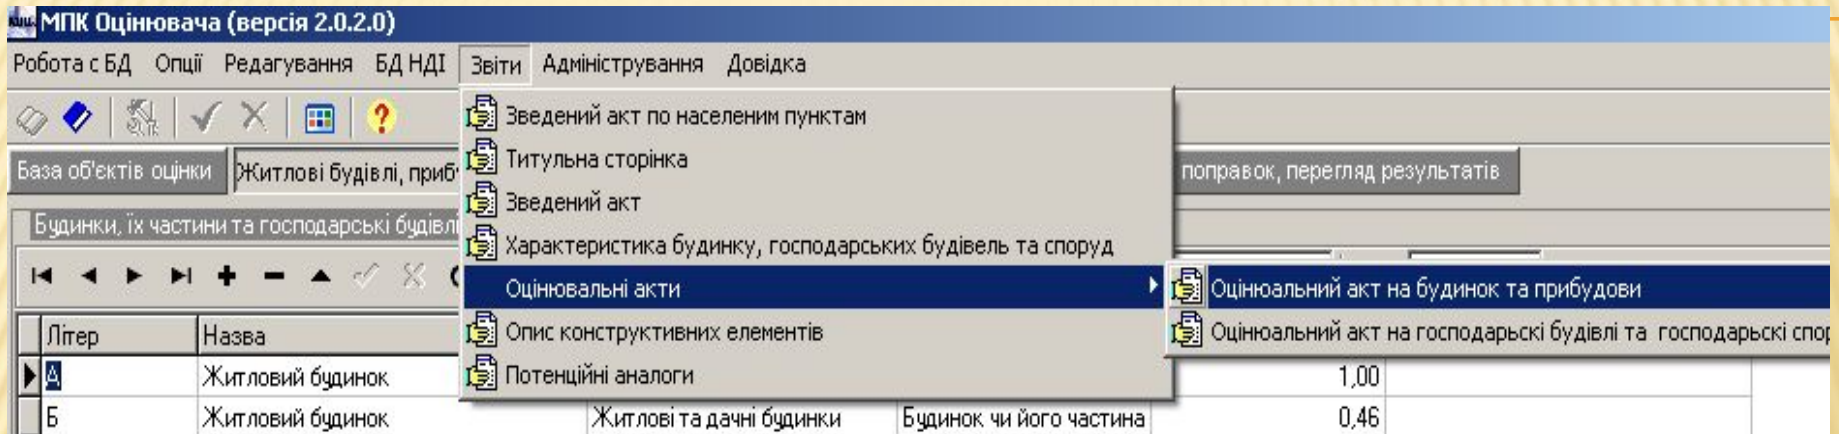 МПК Оцінювача (версія 2.0.2.0)
Робота с БД Опції Редагування БД НДІ Звіти Адміністрування Довідка
Зведений акт по населеним пунктам
Титульна сторінка
База об'єктів оцінки Житлові будівлі, приб поправок, перегляд результатів
Зведений акт
Будинки, їх частини та господарські будівлі
Характеристика будинку, господарських будівель та споруд
Оцінювальні акти Оцінюальний акт на будинок та прибудови
Опис конструктивних елементів Оцінюальний акт на господарьскі будівлі та господарьскі спор
Літер Назва
Потенційні аналоги
А Житловий будинок 1,00
Б Житловий будинок Житлові та дачні будинки Будинок чи його частина 0,46